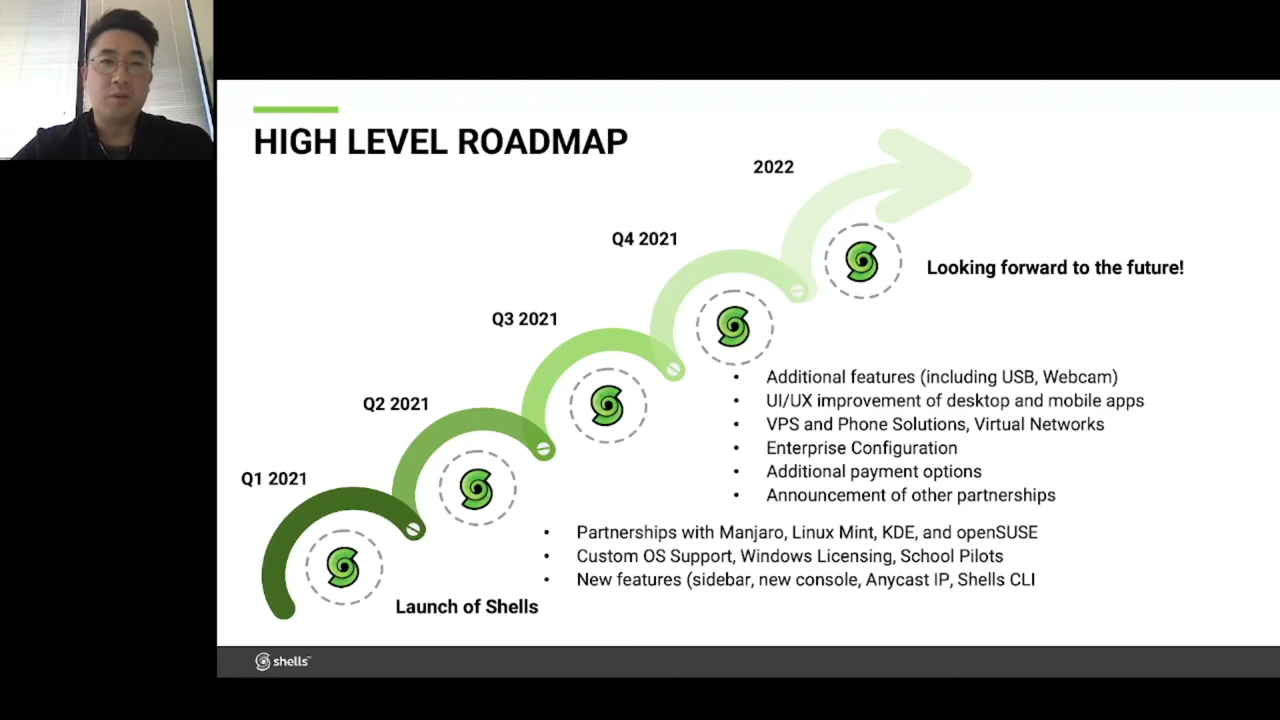 HIGH LEVEL ROADMAP
2022
Q4 2021
Looking forward to the future!
Q3 2021
• Additional features (including USB, Webcam)
• UI/UX improvement of desktop and mobile apps
Q2 2021
• VPS and Phone Solutions, Virtual Networks
• Enterprise Configuration
Q1 2021
• Additional payment options
• Announcement of other partnerships
• Partnerships with Manjaro, Linux Mint, KDE, and openSUSE
• Custom OS Support, Windows Licensing, School Pilots
• New features (sidebar, new console, Anycast IP, Shells CLI
Launch of Shells
shells™